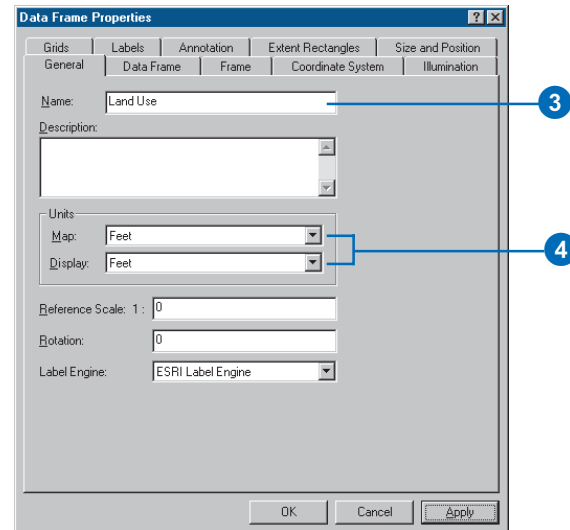 Data Frame Properties
Grids Labels Annotation Extent Rectangles Size and Position
General Data Frame Frame Coordinate System Illumination
Name: Land Use
3
Description:
Units
Map: Feet
Display: Feet
4
Reference Scale: 1 : 0
Rotation: 0
Label Engine: ESRI Label Engine
OK Cancel Apply